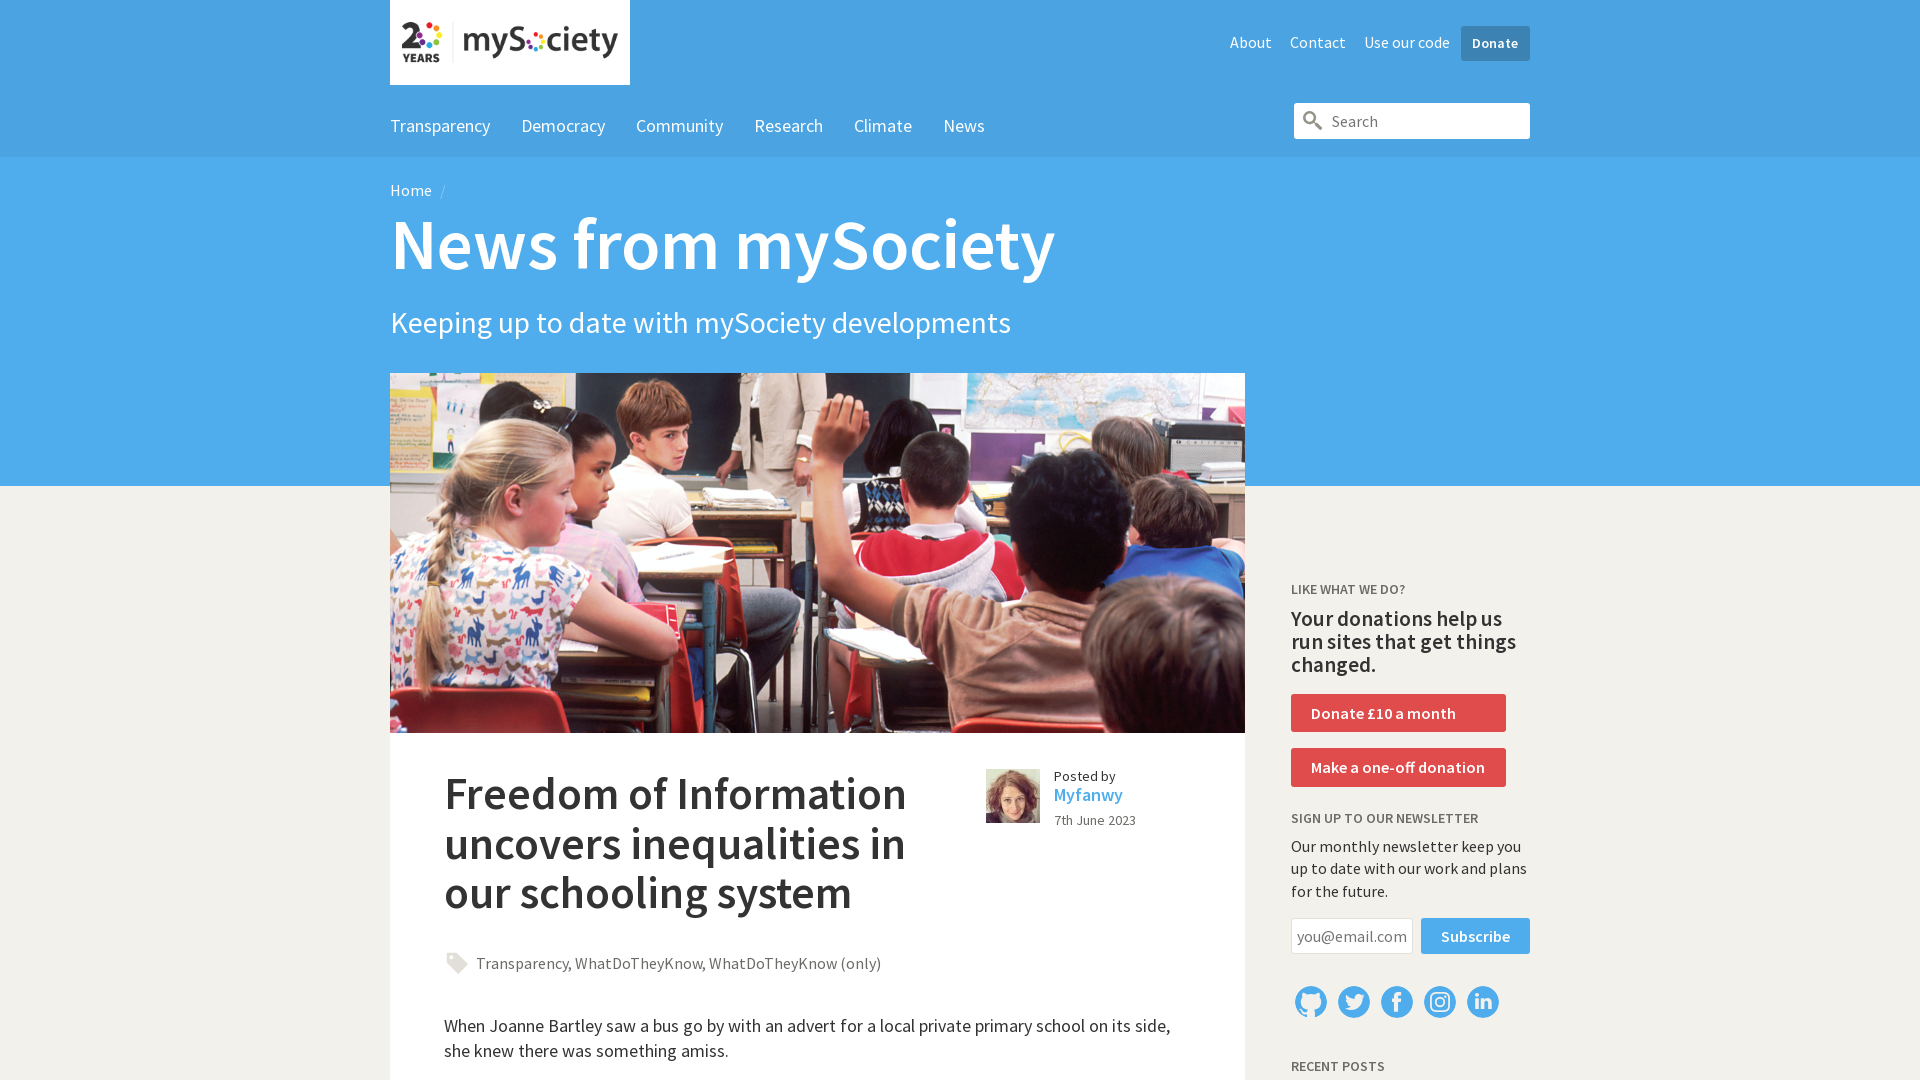 20 YEARS mySociety
About Contact Use our code Donate
Transparency Democracy Community Research Climate News
Search
Home /
News from mySociety
Keeping up to date with mySociety developments
Freedom of Information
uncovers inequalities in
our schooling system
Posted by
Myfanwy
7th June 2023
Transparency, WhatDoTheyKnow, WhatDoTheyKnow (only)
When Joanne Bartley saw a bus go by with an advert for a local private primary school on its side,
she knew there was something amiss.
LIKE WHAT WE DO?
Your donations help us
run sites that get things
changed.
Donate £10 a month
Make a one-off donation
SIGN UP TO OUR NEWSLETTER
Our monthly newsletter keep you
up to date with our work and plans
for the future.
you@email.com Subscribe
RECENT POSTS